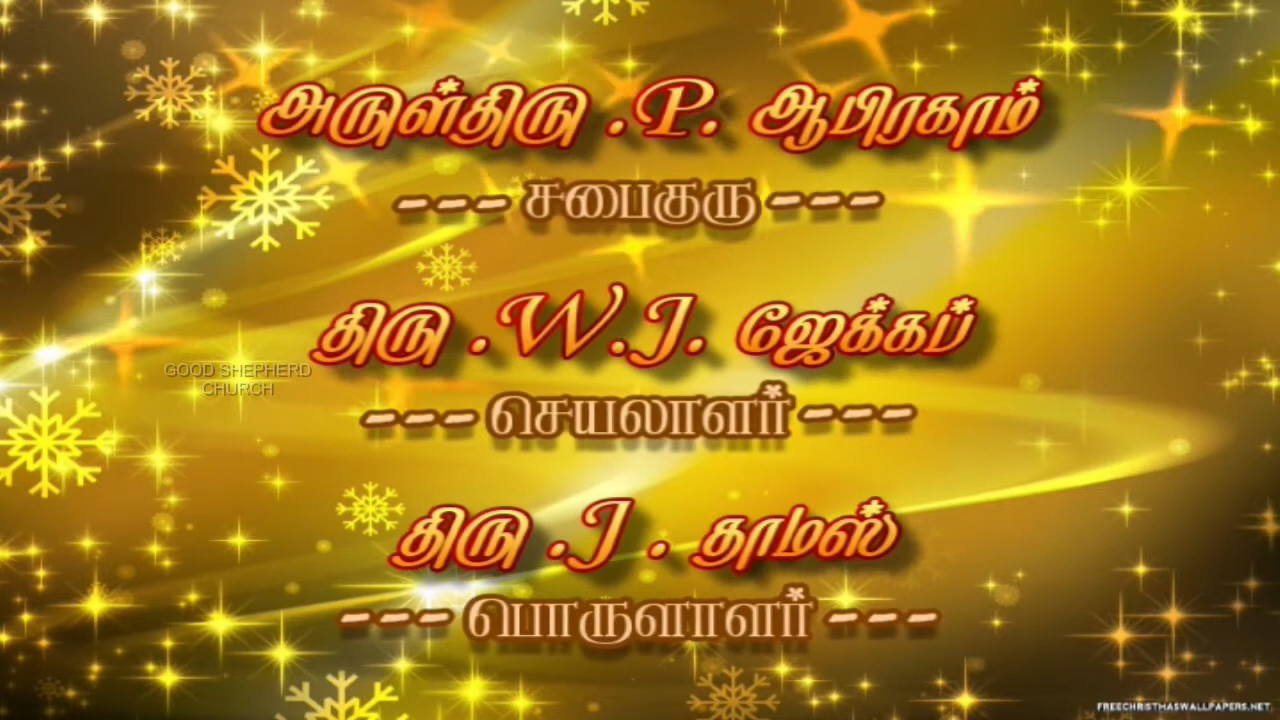 அருள்திரு .P. ஆபிரகாம்
--- சபைகுரு ---
திரு .W.J. ஜேக்கப்
GOOD SHEPHERD
CHURCH
--- செயலாளர் ---
திரு .J . தாமஸ்
--- பொருளாளர் ---
FREECHRISTMASWALLPAPERS.NET